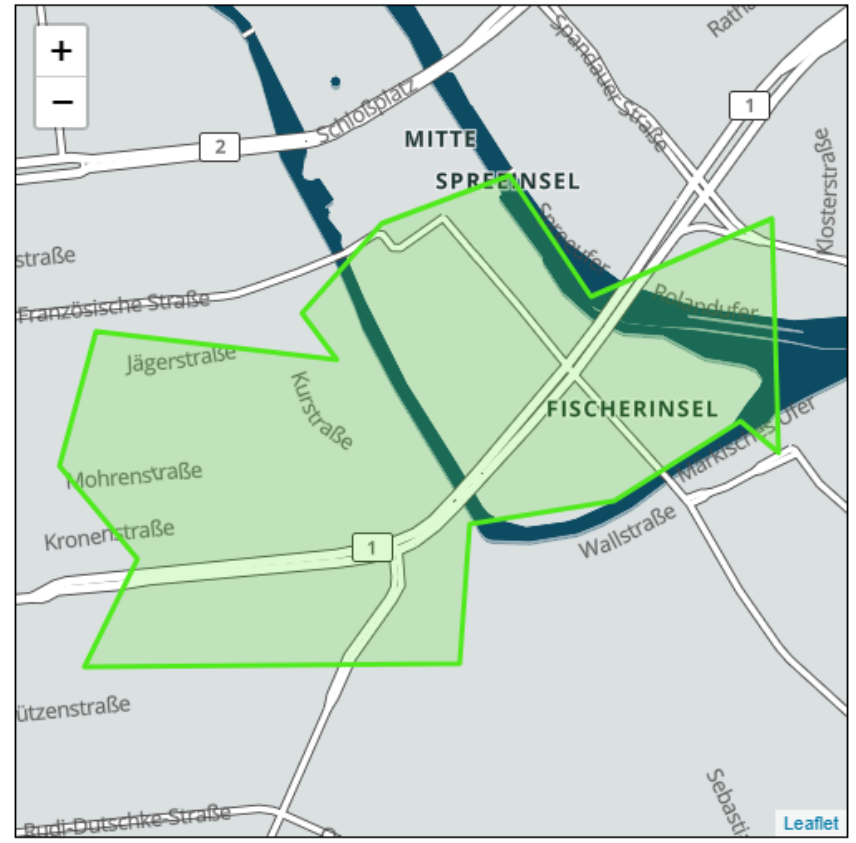 +
−
2
Schloßplatz
MITTE
SPREEINSEL
Spandauer Straße
1
Klosterstraße
Spreeufer
straße
Französische Straße
Rolandufer
Jägerstraße
Kurstraße
FISCHERINSEL
Märkisches Ufer
Mohrenstraße
Kronenstraße
1
Wallstraße
ützenstraße
Rudi-Dutschke-Straße
Leaflet